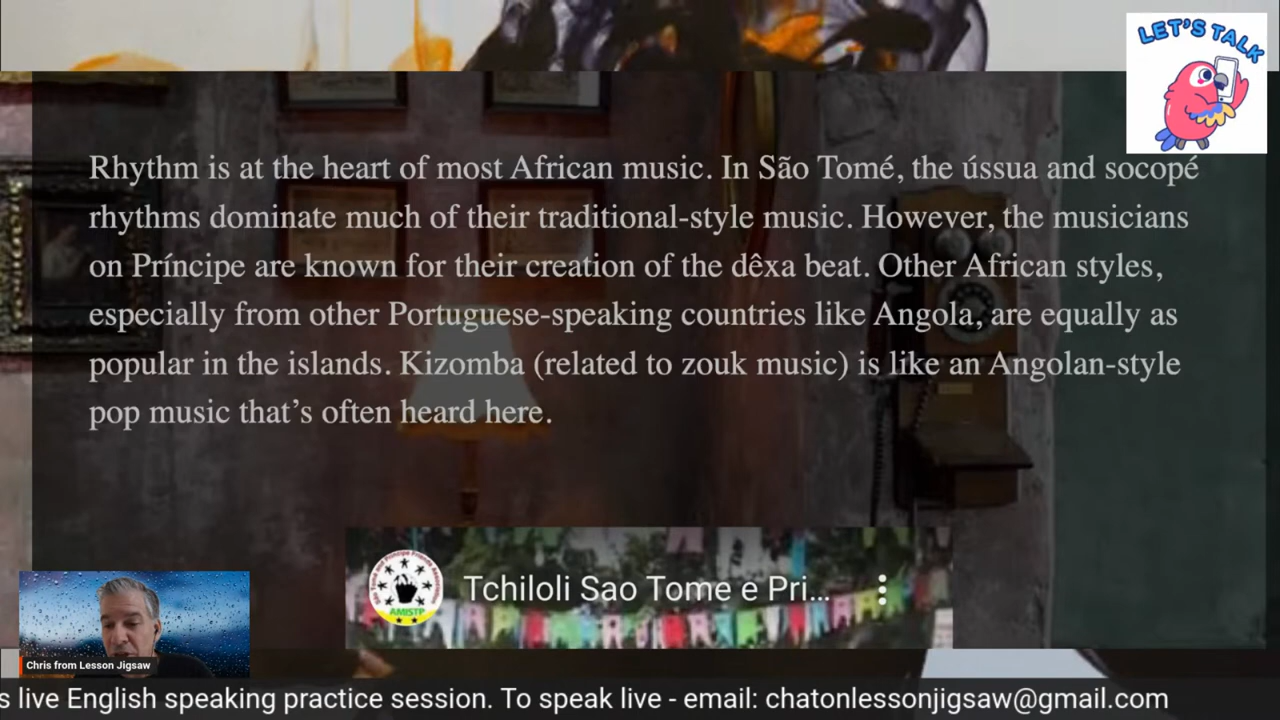 LET'S TALK
Rhythm is at the heart of most African music. In São Tomé, the ússua and socopé
rhythms dominate much of their traditional-style music. However, the musicians
on Príncipe are known for their creation of the dêxa beat. Other African styles,
especially from other Portuguese-speaking countries like Angola, are equally as
popular in the islands. Kizomba (related to zouk music) is like an Angolan-style
pop music that's often heard here.
AMISTP
Tchiloli Sao Tome e Pri...
Chris from Lesson Jigsaw
s live English speaking practice session. To speak live - email: chatonlessonjigsaw@gmail.com